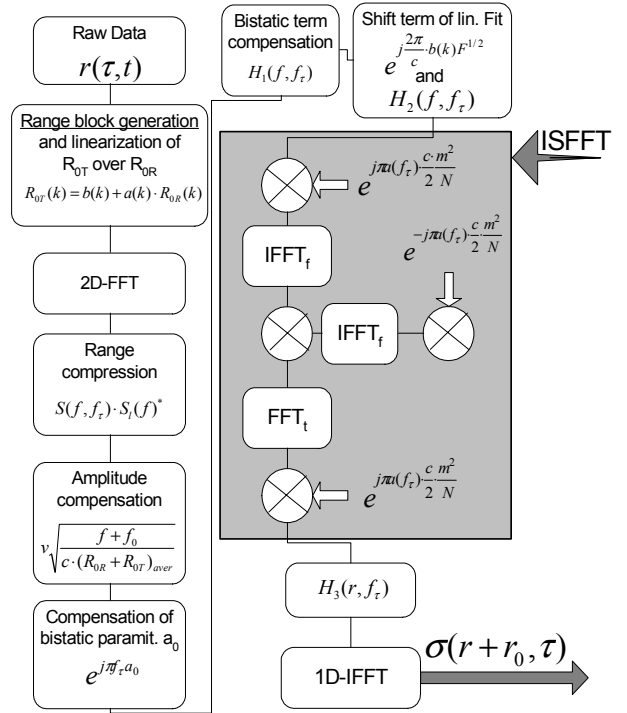 Raw Data
r(τ,t)
Range block generation
and linearization of
R₀T over R₀R
R₀T(k) = b(k) + a(k) · R₀R(k)
2D-FFT
Range
compression
S(f, fτ) · Sₗ(f)*
Amplitude
compensation
v√((f + f₀)/(c · (R₀R + R₀T)aver))
Compensation of
bistatic paramit. a₀
e^(jπfτa₀)
Bistatic term
compensation
H₁(f, fτ)
Shift term of lin. Fit
e^(j(2π/c)·b(k)F^(1/2))
and
H₂(f, fτ)
ISFFT
e^(jπa(fτ)·(c/2)·(m²/N))
IFFTf
e^(-jπa(fτ)·(c/2)·(m²/N))
IFFTf
FFTt
e^(jπa(fτ)·(c/2)·(m²/N))
H₃(r, fτ)
1D-IFFT
σ(r + r₀, τ)